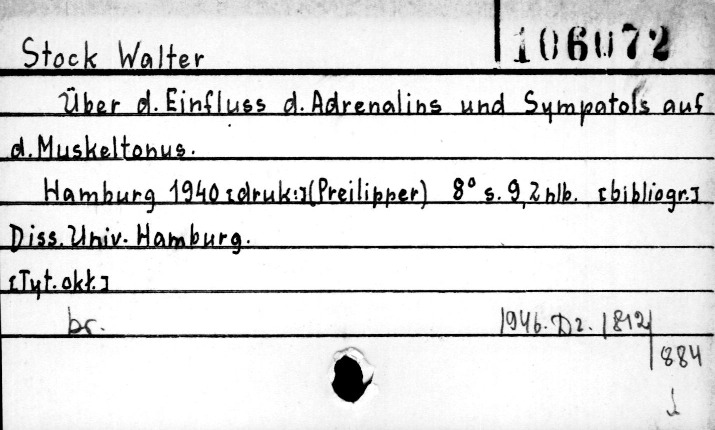 Stock Walter
106072
Über d. Einfluss d. Adrenalins und Sympatols auf
d. Muskeltonus.
Hamburg 1940 [druk:] (Preilipper) 8° s. 9, 2 nlb. [bibliogr.]
Diss. Univ. Hamburg.
[Tyt. okł.]
br.
1946. Dz. 1812
884